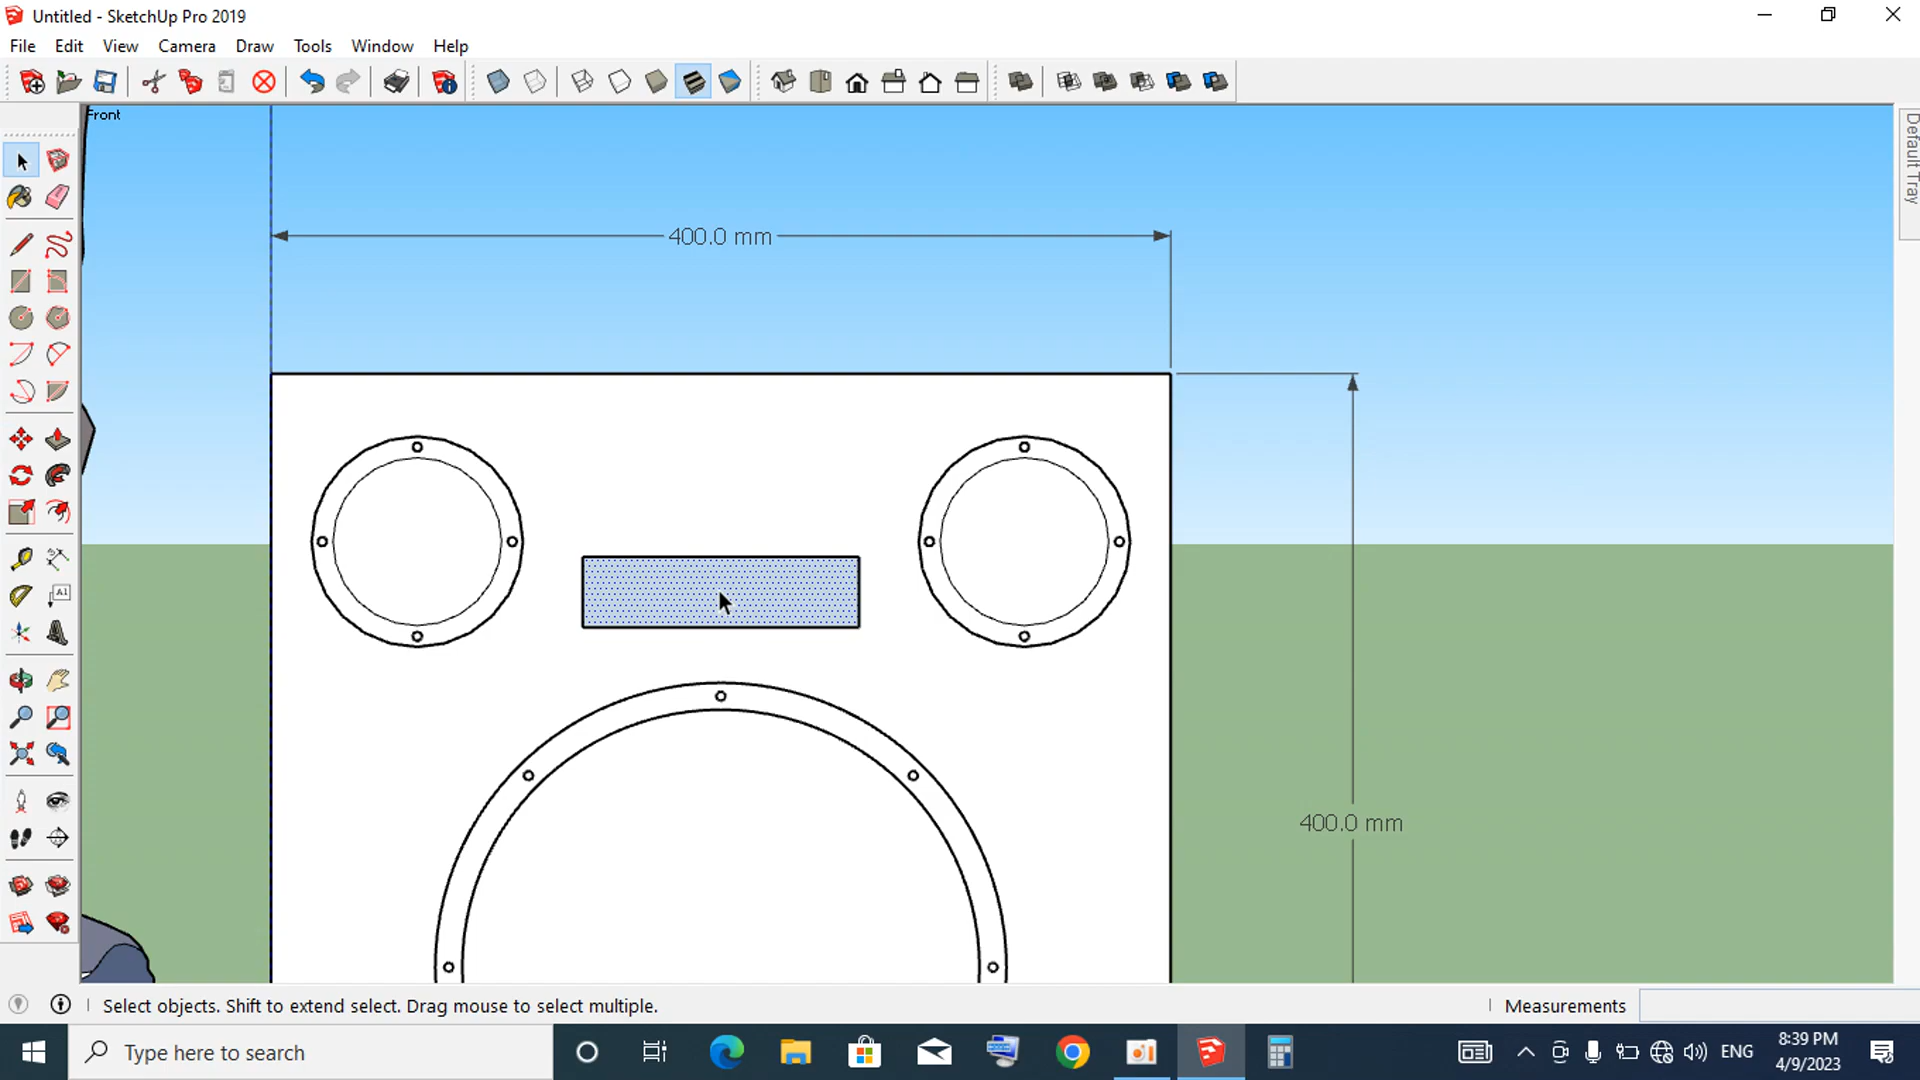 Untitled - SketchUp Pro 2019
File Edit View Camera Draw Tools Window Help
Front
Default Tray
400.0 mm
A1
400.0 mm
Select objects. Shift to extend select. Drag mouse to select multiple.
Measurements
Type here to search
ENG
8:39 PM
4/9/2023